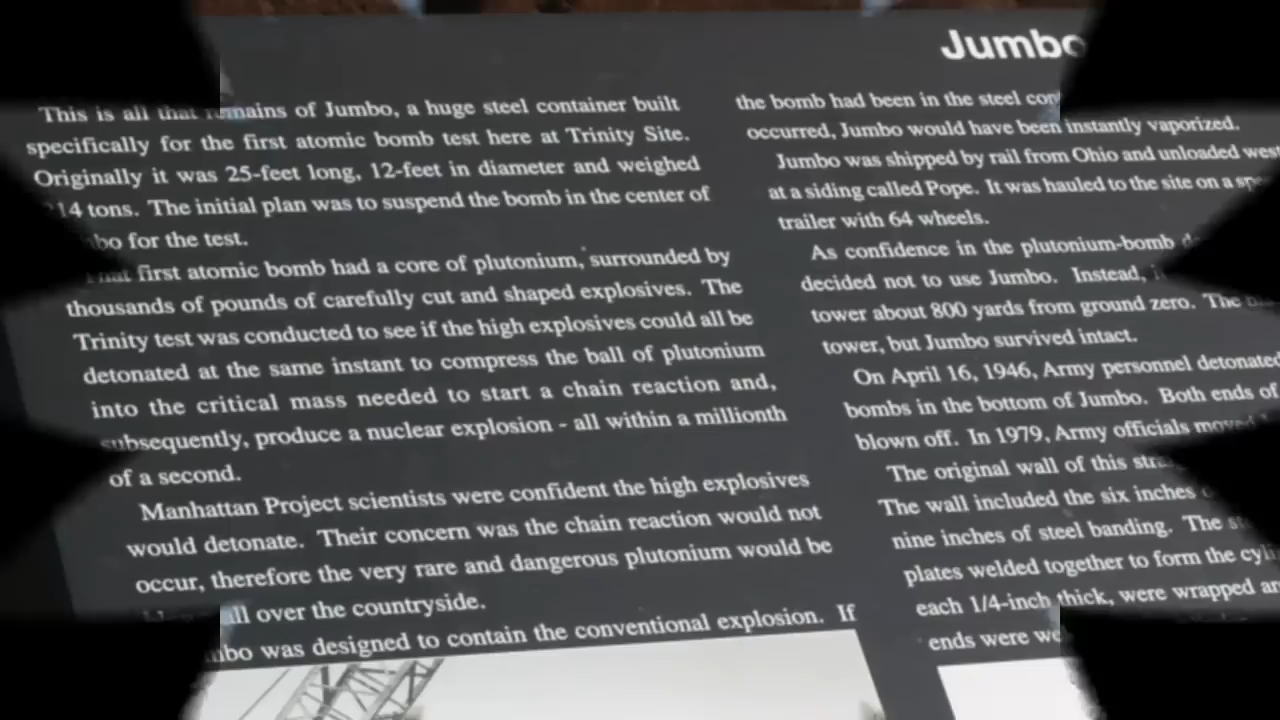 Jumbo
This is all that remains of Jumbo, a huge steel container built
specifically for the first atomic bomb test here at Trinity Site.
Originally it was 25-feet long, 12-feet in diameter and weighed
14 tons. The initial plan was to suspend the bomb in the center of
for the test.
first atomic bomb had a core of plutonium, surrounded by
thousands of pounds of carefully cut and shaped explosives. The
Trinity test was conducted to see if the high explosives could all be
detonated at the same instant to compress the ball of plutonium
into the critical mass needed to start a chain reaction and,
subsequently, produce a nuclear explosion - all within a millionth
of a second.
Manhattan Project scientists were confident the high explosives
would detonate. Their concern was the chain reaction would not
occur, therefore the very rare and dangerous plutonium would be
all over the countryside.
was designed to contain the conventional explosion. If
the bomb had been in the steel
occurred, Jumbo would have been instantly vaporized.
Jumbo was shipped by rail from Ohio and unloaded
at a siding called Pope. It was hauled to the site on a
trailer with 64 wheels.
As confidence in the plutonium-bomb
decided not to use Jumbo. Instead,
tower about 800 yards from ground zero. The
tower, but Jumbo survived intact.
On April 16, 1946, Army personnel detonated
bombs in the bottom of Jumbo. Both ends of
blown off. In 1979, Army officials moved
The original wall of this
The wall included the six inches
nine inches of steel banding. The
plates welded together to form the
each 1/4-inch thick, were wrapped
ends were